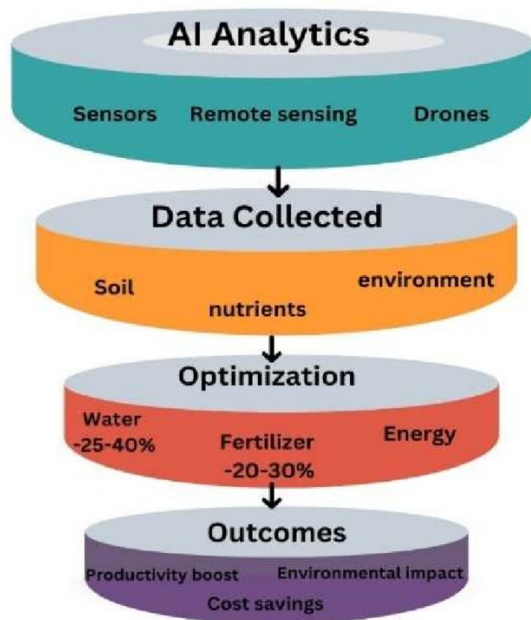 AI Analytics
Sensors Remote sensing Drones
Data Collected
Soil nutrients environment
Optimization
Water
-25-40%
Fertilizer
-20-30%
Energy
Outcomes
Productivity boost Environmental impact
Cost savings